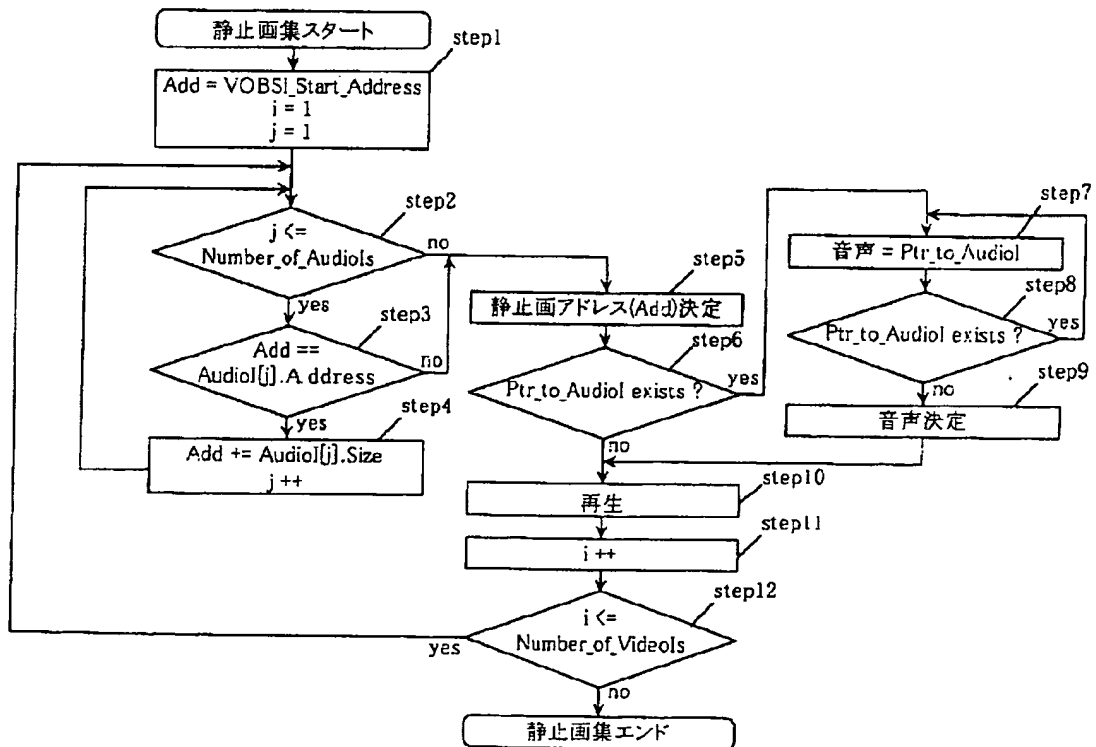 静止画集スタート
step1
Add = VOBSI_Start_Address
i = 1
j = 1
step2
j <=
Number_of_AudioIs
no
yes
step3
Add ==
AudioI[j].Address
no
yes
step4
Add += AudioI[j].Size
j ++
step5
静止画アドレス(Add)決定
step6
Ptr_to_AudioI exists ?
yes
no
step7
音声 = Ptr_to_AudioI
step8
Ptr_to_AudioI exists ?
yes
no
step9
音声決定
step10
再生
step11
i ++
step12
i <=
Number_of_VideoIs
yes
no
静止画集エンド